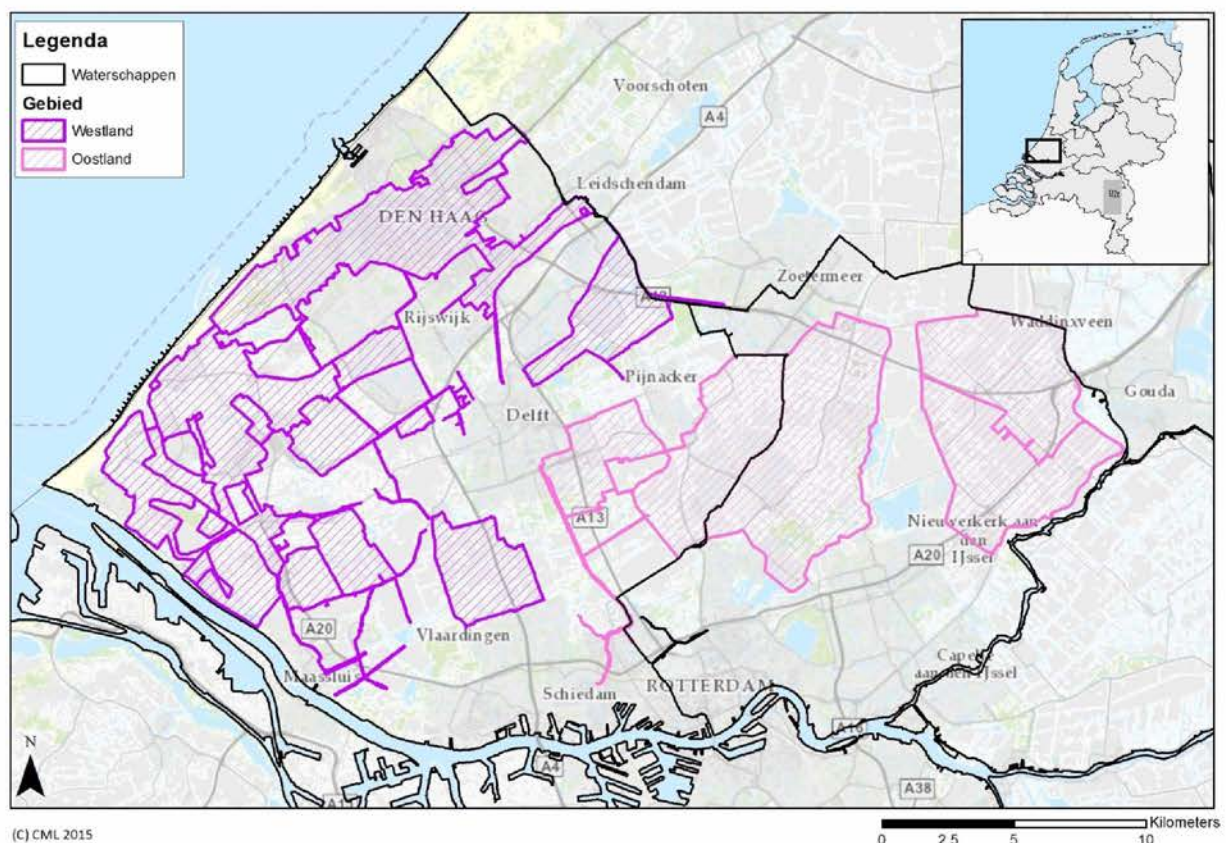 Legenda
Waterschappen
Gebied
Westland
Oostland
Voorschoten
A4
Leidschendam
DEN HAAG
Zoetermeer
A12
Rijswijk
Waddinxveen
Pijnacker
Gouda
Delft
A13
Nieuwerkerk aan
den
IJssel
A20
A20
Vlaardingen
Maassluis
Capelle
aan den IJssel
Schiedam
ROTTERDAM
A16
N
A4
A38
(C) CML 2015
Kilometers
0 2.5 5 10